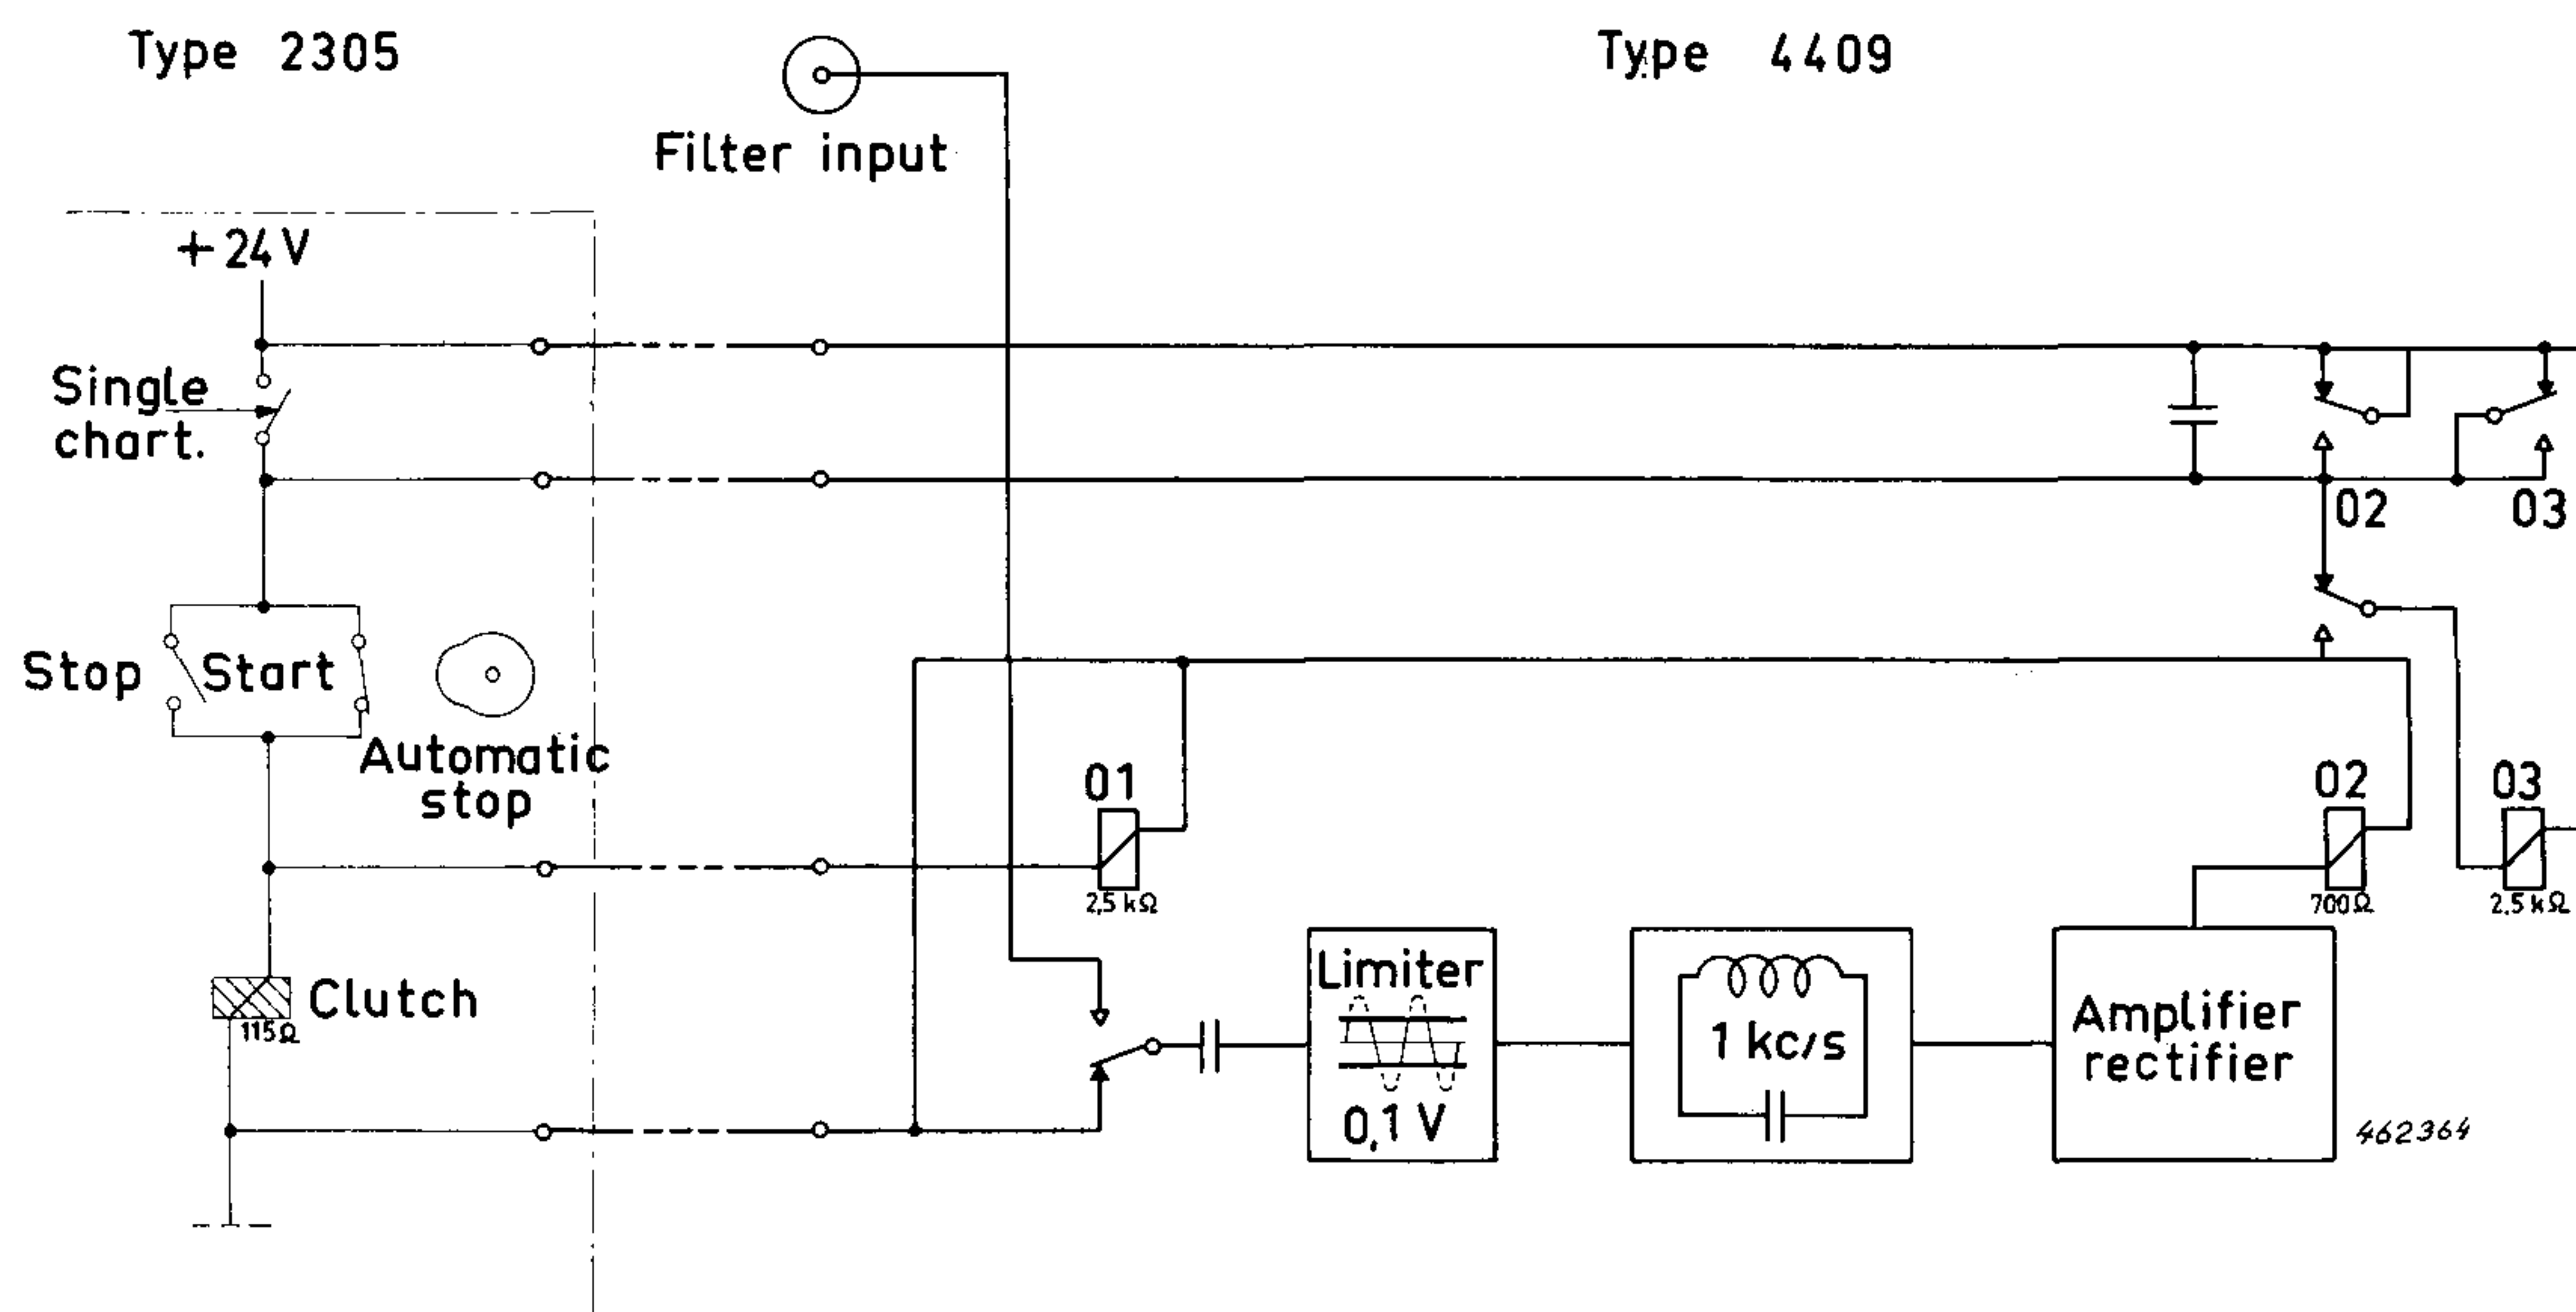 Type 2305
Type 4409
Filter input
+24V
Single
chart.
02
03
Stop
Start
Automatic
stop
01
2,5 kΩ
02
700Ω
03
2,5 kΩ
Clutch
115Ω
Limiter
0,1 V
1 kc/s
Amplifier
rectifier
462364